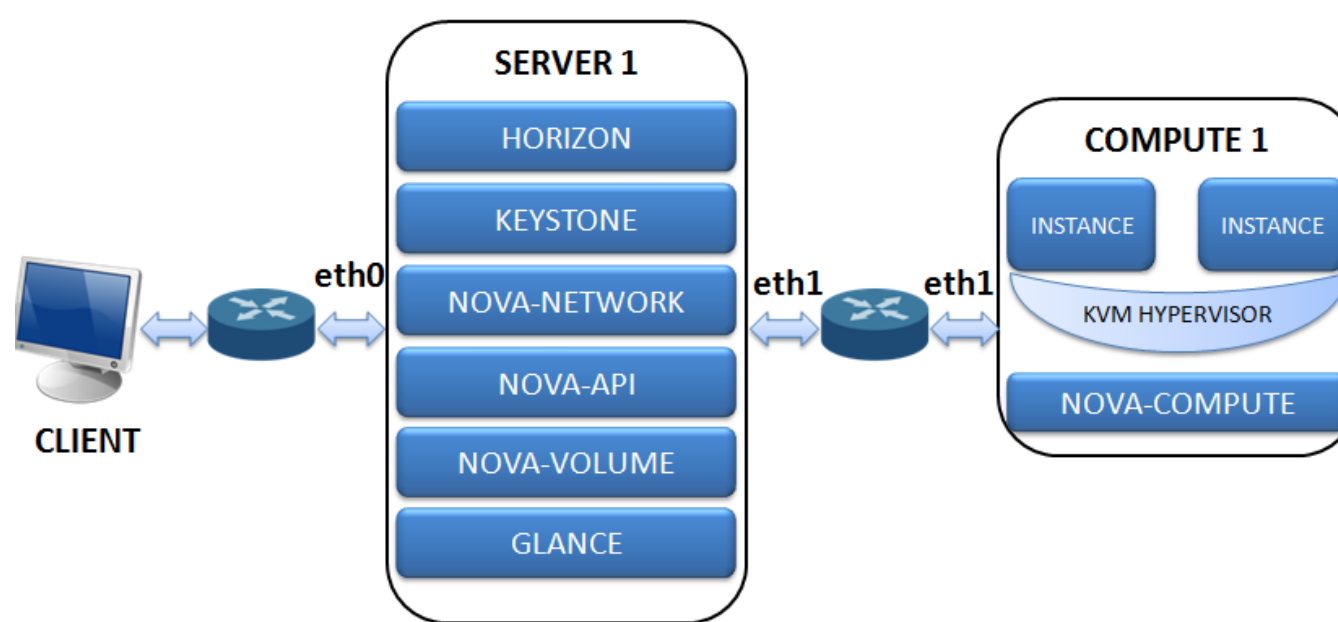 SERVER 1
HORIZON
KEYSTONE
NOVA-NETWORK
NOVA-API
NOVA-VOLUME
GLANCE
CLIENT
eth0
eth1
eth1
COMPUTE 1
INSTANCE
INSTANCE
KVM HYPERVISOR
NOVA-COMPUTE